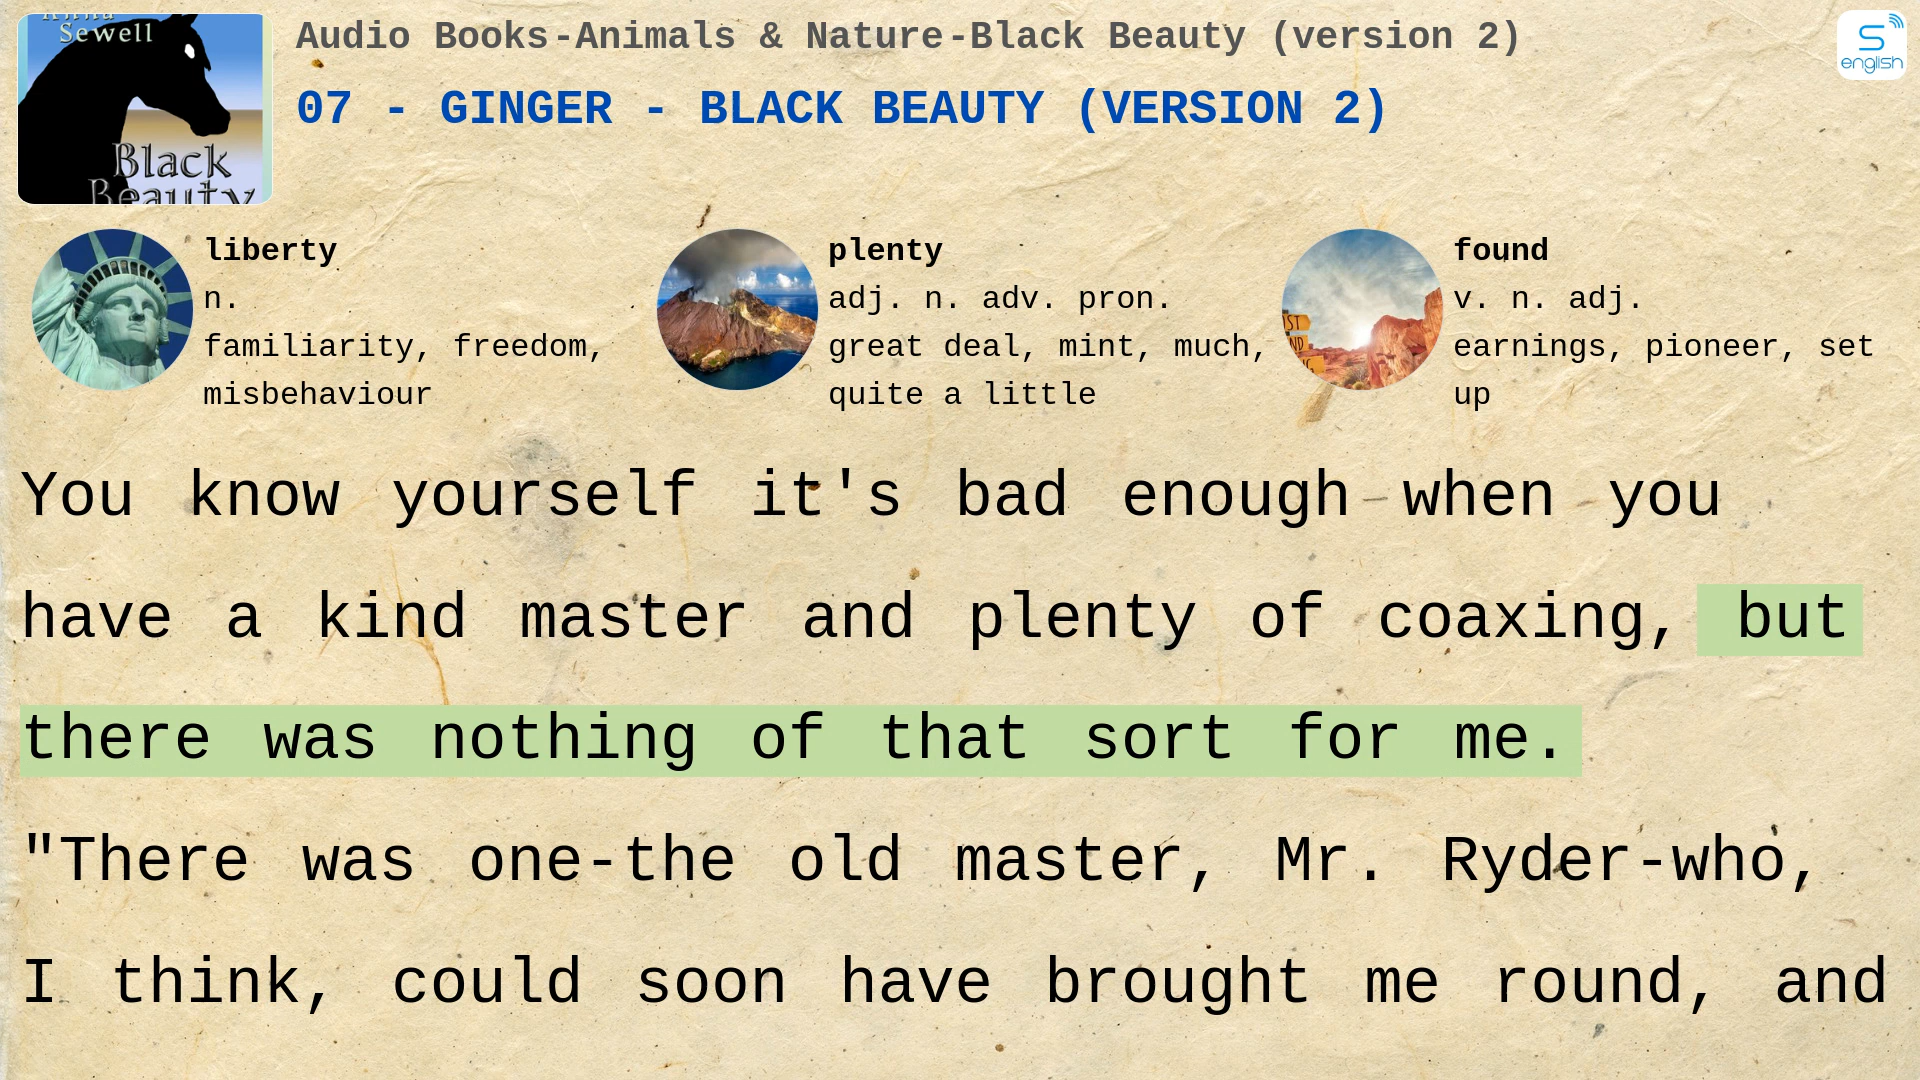 Anna
Sewell
Black
Beauty
Audio Books-Animals & Nature-Black Beauty (version 2)
07 - GINGER - BLACK BEAUTY (VERSION 2)
S
english
liberty
n.
familiarity, freedom,
misbehaviour
plenty
adj. n. adv. pron.
great deal, mint, much,
quite a little
found
v. n. adj.
earnings, pioneer, set
up
You know yourself it's bad enough when you
have a kind master and plenty of coaxing, but
there was nothing of that sort for me.
"There was one-the old master, Mr. Ryder-who,
I think, could soon have brought me round, and